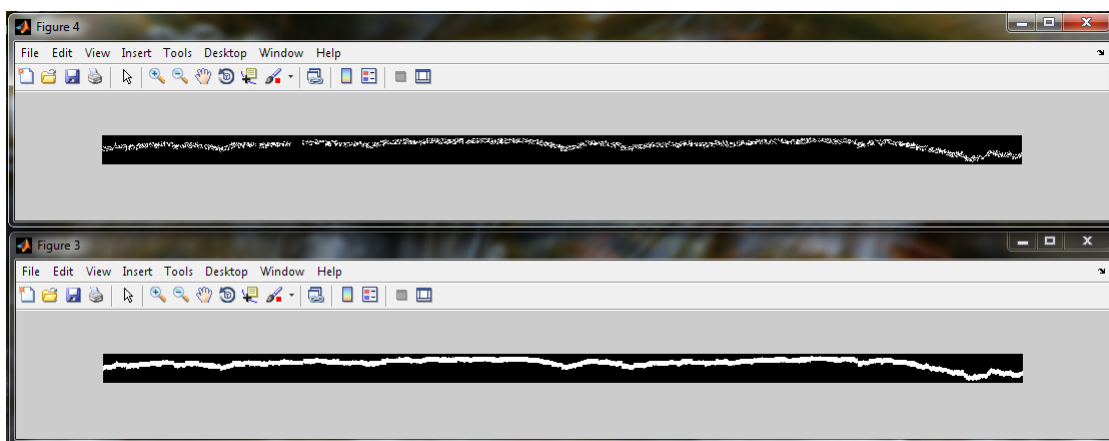 Figure 4
File Edit View Insert Tools Desktop Window Help
Figure 3
File Edit View Insert Tools Desktop Window Help